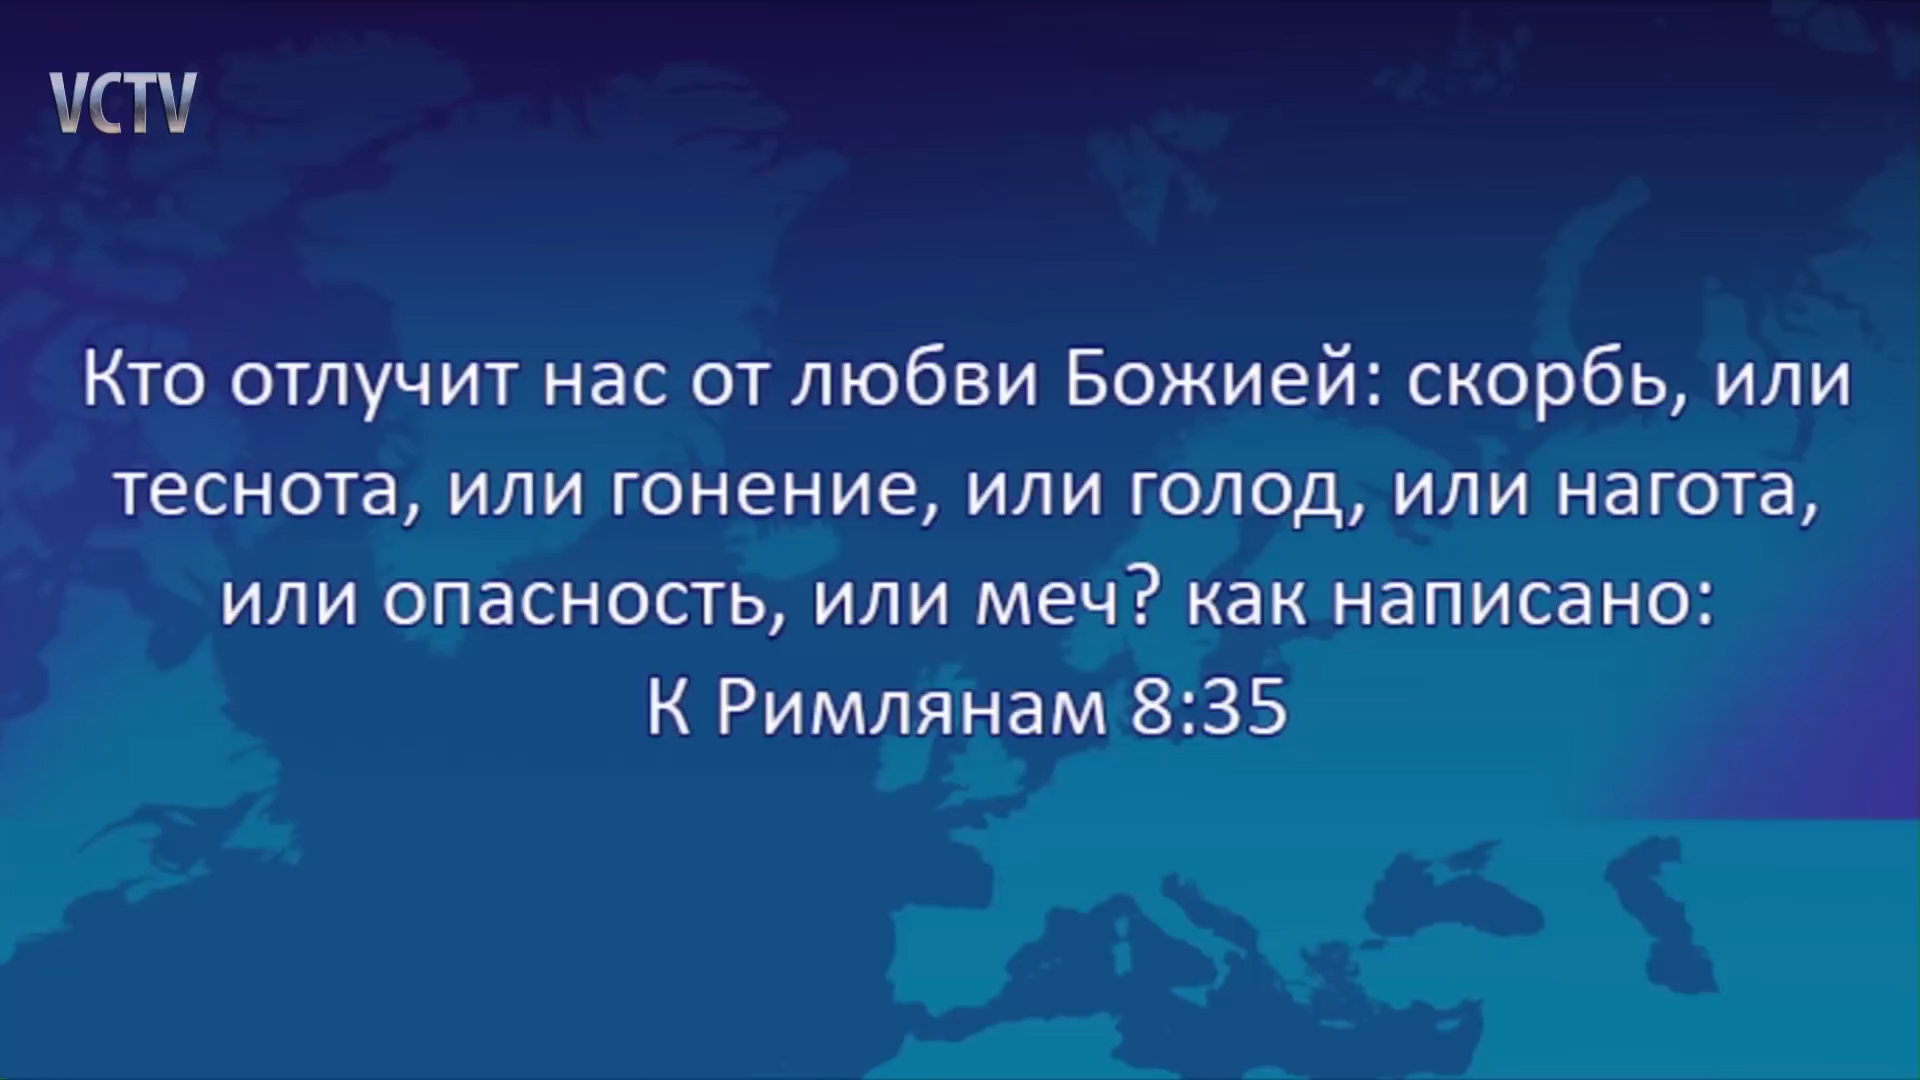 VCTV
Кто отлучит нас от любви Божией: скорбь, или
теснота, или гонение, или голод, или нагота,
или опасность, или меч? как написано:
К Римлянам 8:35